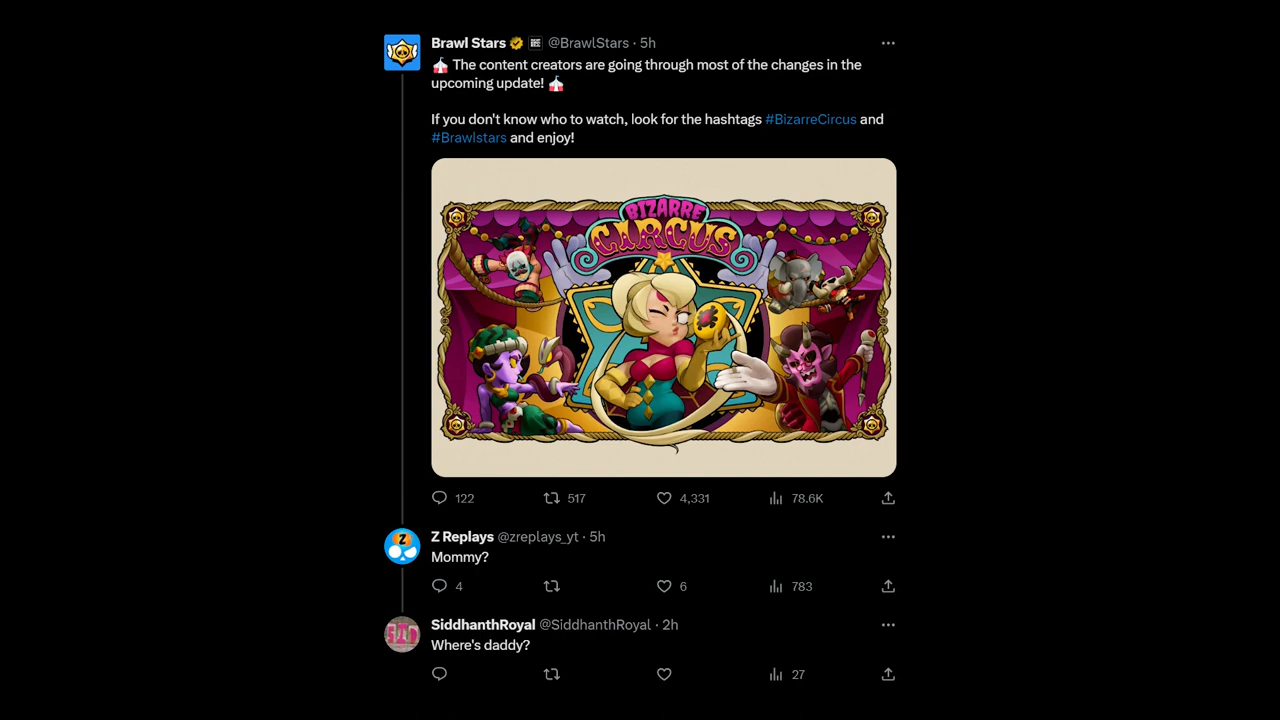 Brawl Stars @BrawlStars · 5h
The content creators are going through most of the changes in the
upcoming update!
If you don't know who to watch, look for the hashtags #BizarreCircus and
#Brawlstars and enjoy!
BIZARRE
CIRCUS
122 517 4,331 78.6K
Z Replays @zreplays_yt · 5h
Mommy?
4 6 783
SiddhanthRoyal @SiddhanthRoyal · 2h
Where's daddy?
27